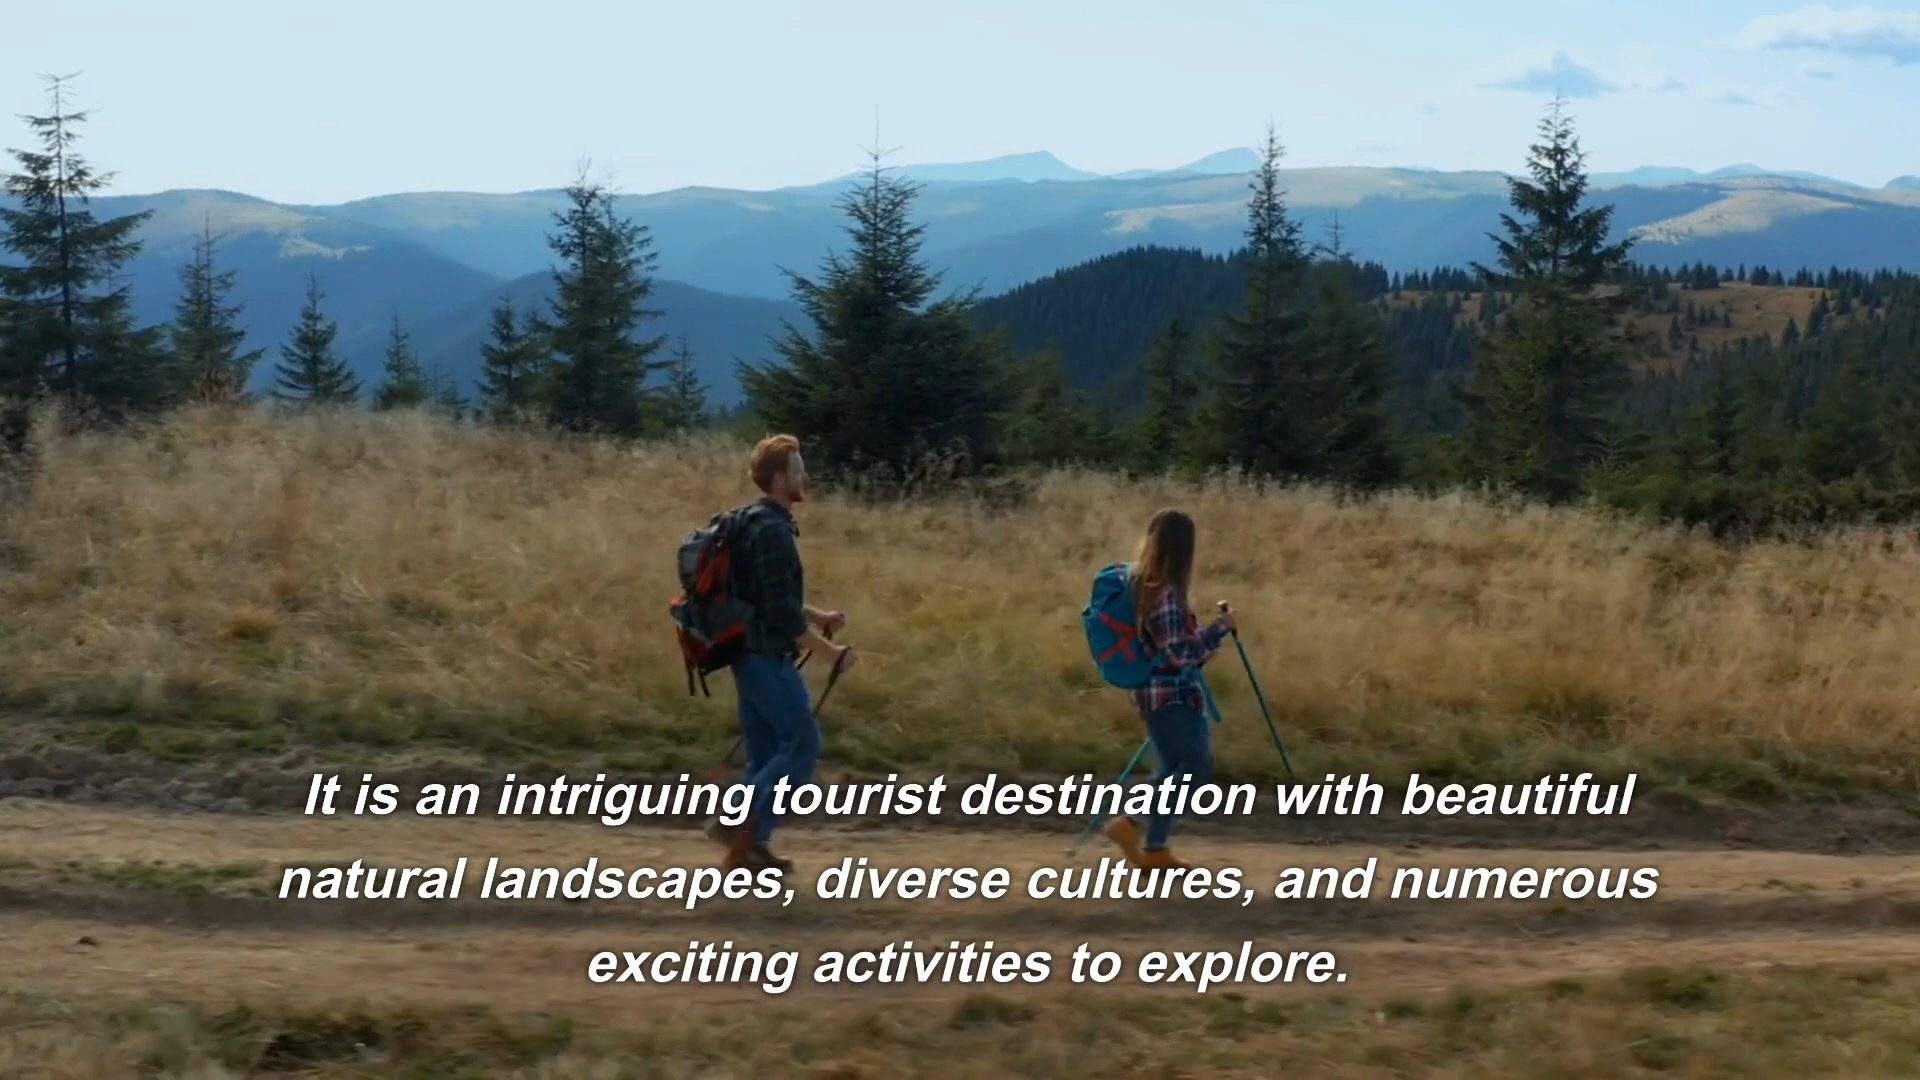 It is an intriguing tourist destination with beautiful
natural landscapes, diverse cultures, and numerous
exciting activities to explore.